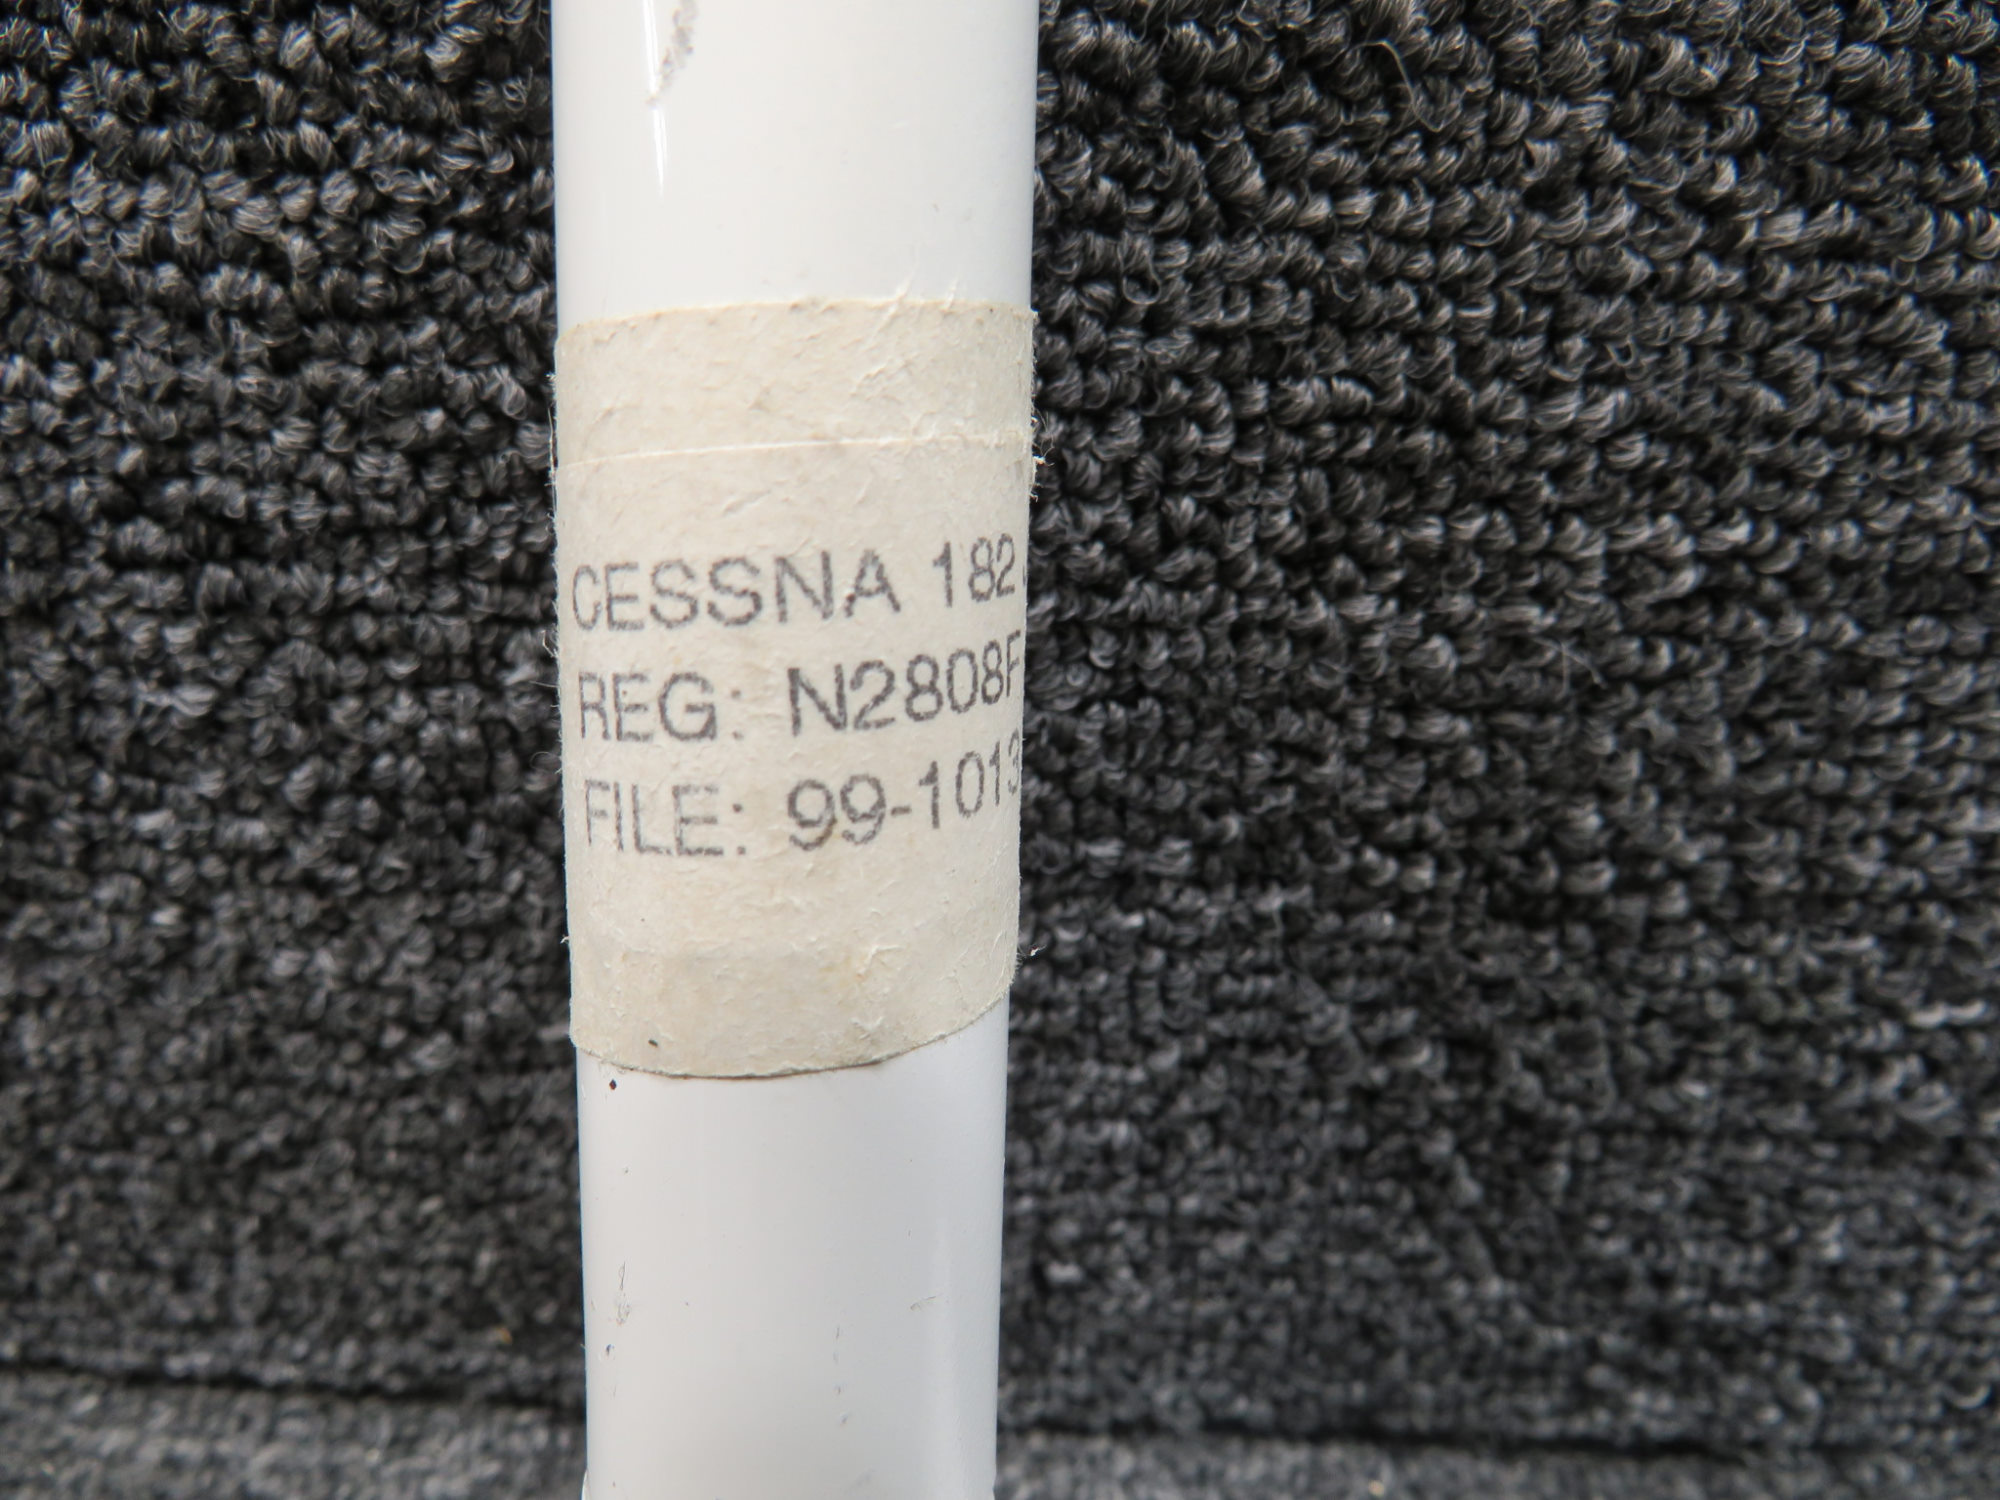 CESSNA 182
REG: N2808F
FILE: 99-1013